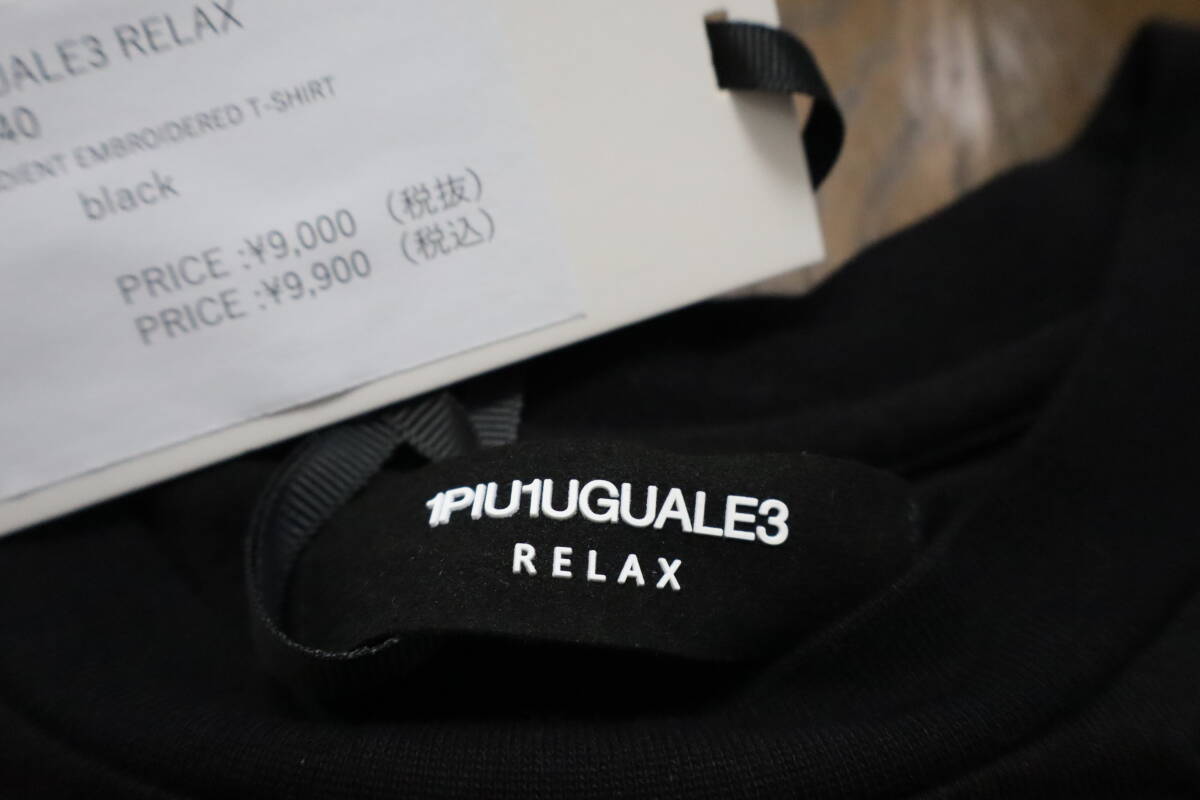 UALE3 RELAX
40
DIENT EMBROIDERED T-SHIRT
black
PRICE :¥9,000 (税抜)
PRICE :¥9,900 (税込)
1PIU1UGUALE3
RELAX